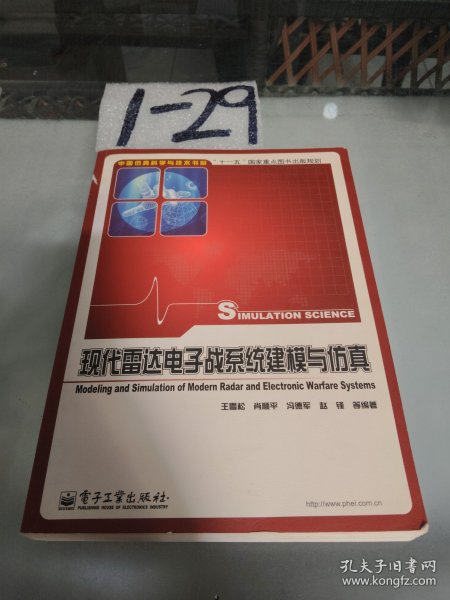 1-29
中国仿真科学与技术书库 "十一五"国家重点图书出版规划
SIMULATION SCIENCE
现代雷达电子战系统建模与仿真
Modeling and Simulation of Modern Radar and Electronic Warfare Systems
王雪松 肖顺平 冯德军 赵锋 等编著
电子工业出版社
PUBLISHING HOUSE OF ELECTRONICS INDUSTRY
http://www.phei.com.cn
孔夫子旧书网
www.kongfz.com